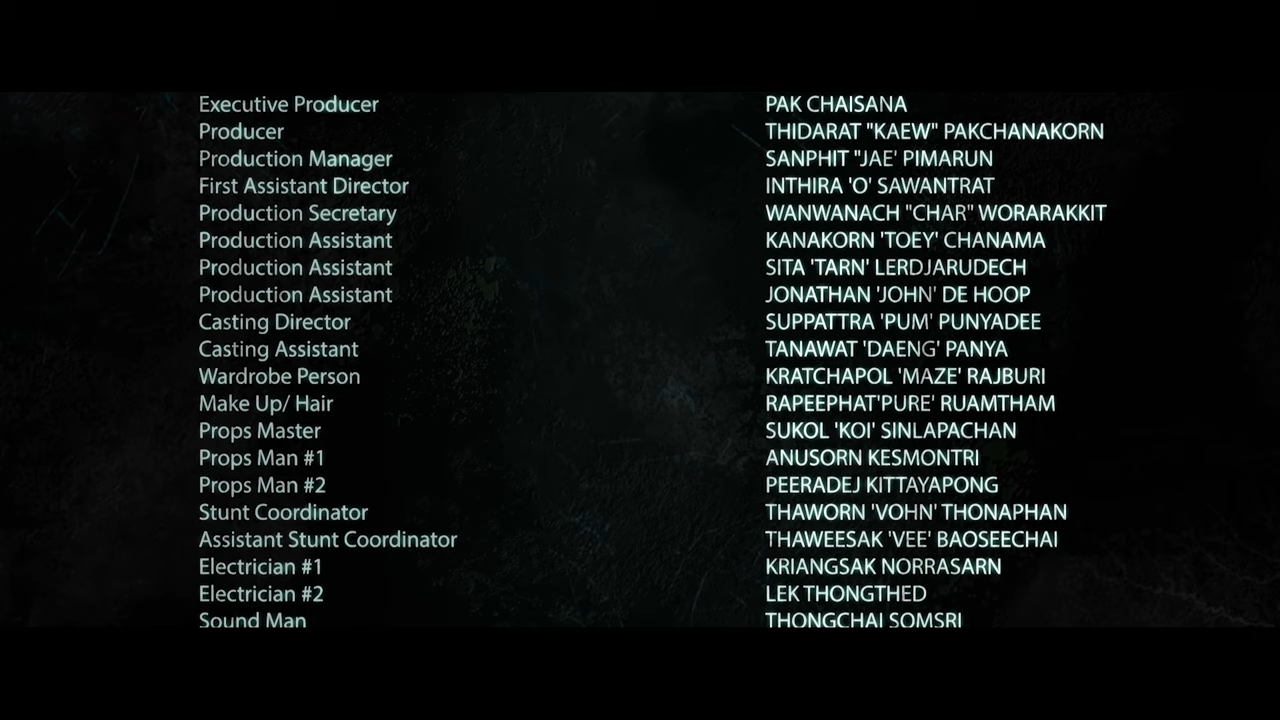 Executive Producer PAK CHAISANA
Producer THIDARAT "KAEW" PAKCHANAKORN
Production Manager SANPHIT "JAE' PIMARUN
First Assistant Director INTHIRA 'O' SAWANTRAT
Production Secretary WANWANACH "CHAR" WORARAKKIT
Production Assistant KANAKORN 'TOEY' CHANAMA
Production Assistant SITA 'TARN' LERDJARUDECH
Production Assistant JONATHAN 'JOHN' DE HOOP
Casting Director SUPPATTRA 'PUM' PUNYADEE
Casting Assistant TANAWAT 'DAENG' PANYA
Wardrobe Person KRATCHAPOL 'MAZE' RAJBURI
Make Up/ Hair RAPEEPHAT'PURE' RUAMTHAM
Props Master SUKOL 'KOI' SINLAPACHAN
Props Man #1 ANUSORN KESMONTRI
Props Man #2 PEERADEJ KITTAYAPONG
Stunt Coordinator THAWORN 'VOHN' THONAPHAN
Assistant Stunt Coordinator THAWEESAK 'VEE' BAOSEECHAI
Electrician #1 KRIANGSAK NORRASARN
Electrician #2 LEK THONGTHED
Sound Man THONGCHAI SOMSRI